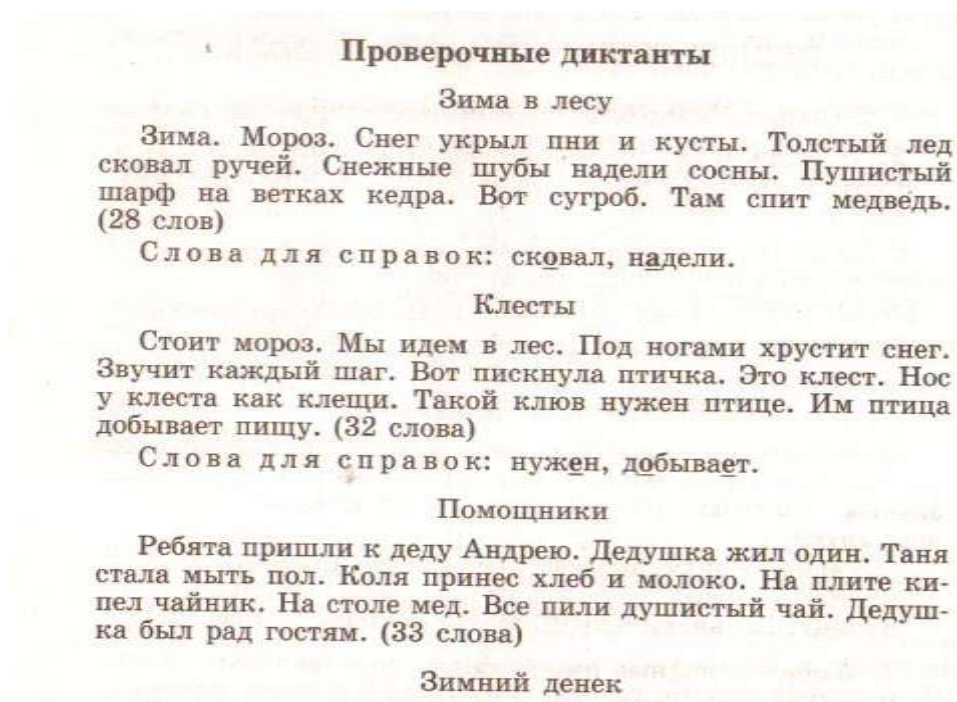 Проверочные диктанты
Зима в лесу
Зима. Мороз. Снег укрыл пни и кусты. Толстый лед
сковал ручей. Снежные шубы надели сосны. Пушистый
шарф на ветках кедра. Вот сугроб. Там спит медведь.
(28 слов)
Слова для справок: сковал, надели.
Клесты
Стоит мороз. Мы идем в лес. Под ногами хрустит снег.
Звучит каждый шаг. Вот пискнула птичка. Это клест. Нос
у клеста как клещи. Такой клюв нужен птице. Им птица
добывает пищу. (32 слова)
Слова для справок: нужен, добывает.
Помощники
Ребята пришли к деду Андрею. Дедушка жил один. Таня
стала мыть пол. Коля принес хлеб и молоко. На плите ки-
пел чайник. На столе мед. Все пили душистый чай. Дедуш-
ка был рад гостям. (33 слова)
Зимний денек